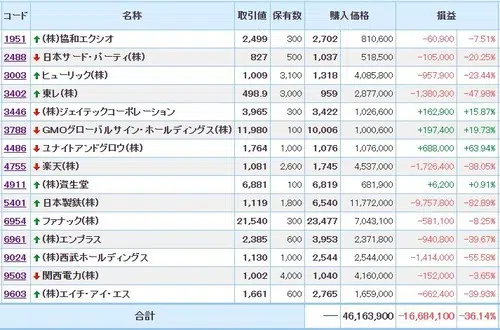 コード 名称 取引値 保有数 購入価格 損益
1951 ↑(株)協和エクシオ 2,499 300 2,702 810,600 -60,900 -7.51%
2488 ↓日本サード・パーティ(株) 827 500 1,037 518,500 -105,000 -20.25%
3003 ↑ヒューリック(株) 1,009 3,100 1,318 4,085,800 -957,900 -23.44%
3402 ↑東レ(株) 498.9 3,000 959 2,877,000 -1,380,300 -47.98%
3446 ↓(株)ジェイテックコーポレーション 3,965 300 3,422 1,026,600 +162,900 +15.87%
3788 ↓GMOグローバルサイン・ホールディングス(株) 11,980 100 10,006 1,000,600 +197,400 +19.73%
4486 ↓ユナイトアンドグロウ(株) 1,764 1,000 1,076 1,076,000 +688,000 +63.94%
4755 ↓楽天(株) 1,081 2,600 1,745 4,537,000 -1,726,400 -38.05%
4911 ↑(株)資生堂 6,881 100 6,819 681,900 +6,200 +0.91%
5401 ↑日本製鉄(株) 1,119 1,800 6,540 11,772,000 -9,757,800 -82.89%
6954 ↑ファナック(株) 21,540 300 23,477 7,043,100 -581,100 -8.25%
6961 ↑(株)エンプラス 2,385 600 3,953 2,371,800 -940,800 -39.67%
9024 ↑(株)西武ホールディングス 1,130 1,000 2,544 2,544,000 -1,414,000 -55.58%
9503 ↓関西電力(株) 1,002 4,000 1,040 4,160,000 -152,000 -3.65%
9603 ↑(株)エイチ・アイ・エス 1,661 600 2,765 1,659,000 -662,400 -39.93%
合計 ── 46,163,900 -16,684,100 -36.14%